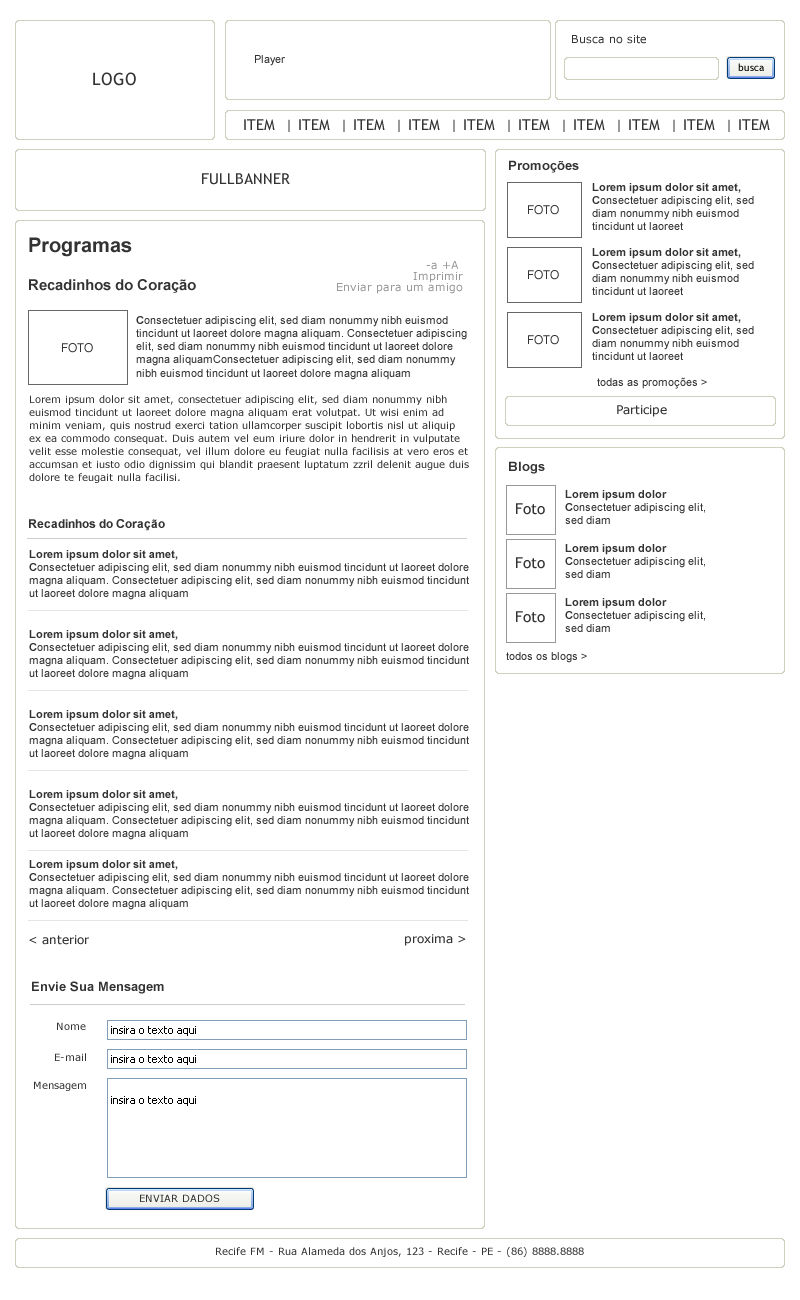 LOGO
Player
Busca no site
busca
ITEM | ITEM | ITEM | ITEM | ITEM | ITEM | ITEM | ITEM | ITEM | ITEM
FULLBANNER
Programas
-a +A
Imprimir
Enviar para um amigo
Recadinhos do Coração
FOTO
Consectetuer adipiscing elit, sed diam nonummy nibh euismod
tincidunt ut laoreet dolore magna aliquam. Consectetuer adipiscing
elit, sed diam nonummy nibh euismod tincidunt ut laoreet dolore
magna aliquamConsectetuer adipiscing elit, sed diam nonummy
nibh euismod tincidunt ut laoreet dolore magna aliquam
Lorem ipsum dolor sit amet, consectetuer adipiscing elit, sed diam nonummy nibh
euismod tincidunt ut laoreet dolore magna aliquam erat volutpat. Ut wisi enim ad
minim veniam, quis nostrud exerci tation ullamcorper suscipit lobortis nisl ut aliquip
ex ea commodo consequat. Duis autem vel eum iriure dolor in hendrerit in vulputate
velit esse molestie consequat, vel illum dolore eu feugiat nulla facilisis at vero eros et
accumsan et iusto odio dignissim qui blandit praesent luptatum zzril delenit augue duis
dolore te feugait nulla facilisi.
Recadinhos do Coração
Lorem ipsum dolor sit amet,
Consectetuer adipiscing elit, sed diam nonummy nibh euismod tincidunt ut laoreet dolore
magna aliquam. Consectetuer adipiscing elit, sed diam nonummy nibh euismod tincidunt
ut laoreet dolore magna aliquam
Lorem ipsum dolor sit amet,
Consectetuer adipiscing elit, sed diam nonummy nibh euismod tincidunt ut laoreet dolore
magna aliquam. Consectetuer adipiscing elit, sed diam nonummy nibh euismod tincidunt
ut laoreet dolore magna aliquam
Lorem ipsum dolor sit amet,
Consectetuer adipiscing elit, sed diam nonummy nibh euismod tincidunt ut laoreet dolore
magna aliquam. Consectetuer adipiscing elit, sed diam nonummy nibh euismod tincidunt
ut laoreet dolore magna aliquam
Lorem ipsum dolor sit amet,
Consectetuer adipiscing elit, sed diam nonummy nibh euismod tincidunt ut laoreet dolore
magna aliquam. Consectetuer adipiscing elit, sed diam nonummy nibh euismod tincidunt
ut laoreet dolore magna aliquam
Lorem ipsum dolor sit amet,
Consectetuer adipiscing elit, sed diam nonummy nibh euismod tincidunt ut laoreet dolore
magna aliquam. Consectetuer adipiscing elit, sed diam nonummy nibh euismod tincidunt
ut laoreet dolore magna aliquam
< anterior
proxima >
Envie Sua Mensagem
Nome
insira o texto aqui
E-mail
insira o texto aqui
Mensagem
insira o texto aqui
ENVIAR DADOS
Promoções
FOTO
Lorem ipsum dolor sit amet,
Consectetuer adipiscing elit, sed
diam nonummy nibh euismod
tincidunt ut laoreet
FOTO
Lorem ipsum dolor sit amet,
Consectetuer adipiscing elit, sed
diam nonummy nibh euismod
tincidunt ut laoreet
FOTO
Lorem ipsum dolor sit amet,
Consectetuer adipiscing elit, sed
diam nonummy nibh euismod
tincidunt ut laoreet
todas as promoções >
Participe
Blogs
Foto
Lorem ipsum dolor
Consectetuer adipiscing elit,
sed diam
Foto
Lorem ipsum dolor
Consectetuer adipiscing elit,
sed diam
Foto
Lorem ipsum dolor
Consectetuer adipiscing elit,
sed diam
todos os blogs >
Recife FM - Rua Alameda dos Anjos, 123 - Recife - PE - (86) 8888.8888